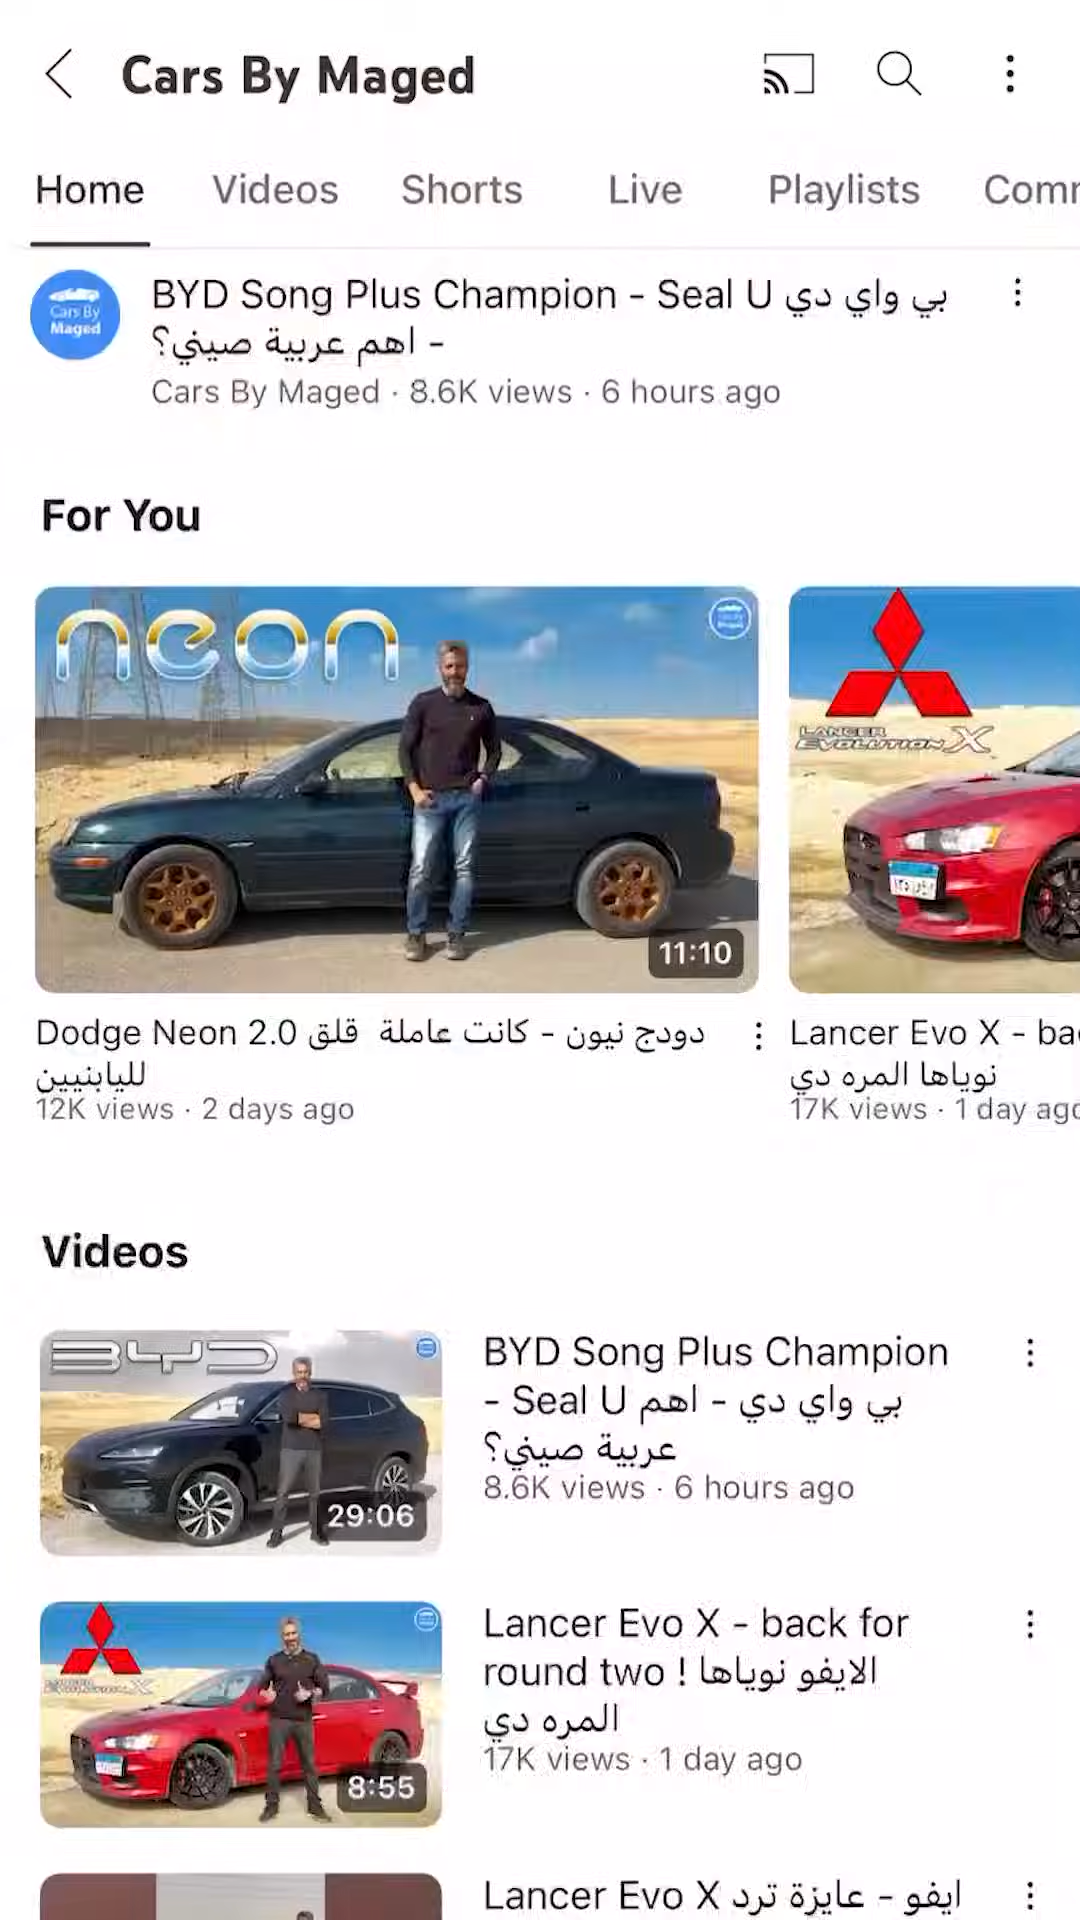 Cars By Maged
Home Videos Shorts Live Playlists Comm
Cars By
Maged
BYD Song Plus Champion - Seal U بي واي دي
- اهم عربية صيني؟
Cars By Maged · 8.6K views · 6 hours ago
For You
neon
11:10
LANCER
EVOLUTION X
Dodge Neon 2.0 دودج نيون - كانت عاملة قلق
لليابنيين
12K views · 2 days ago
Lancer Evo X - bac
نوياها المره دي
17K views · 1 day ago
Videos
BYD
29:06
BYD Song Plus Champion
- Seal U بي واي دي - اهم
عربية صيني؟
8.6K views · 6 hours ago
8:55
Lancer Evo X - back for
round two ! الايفو نوياها
المره دي
17K views · 1 day ago
Lancer Evo X ايفو - عايزة ترد